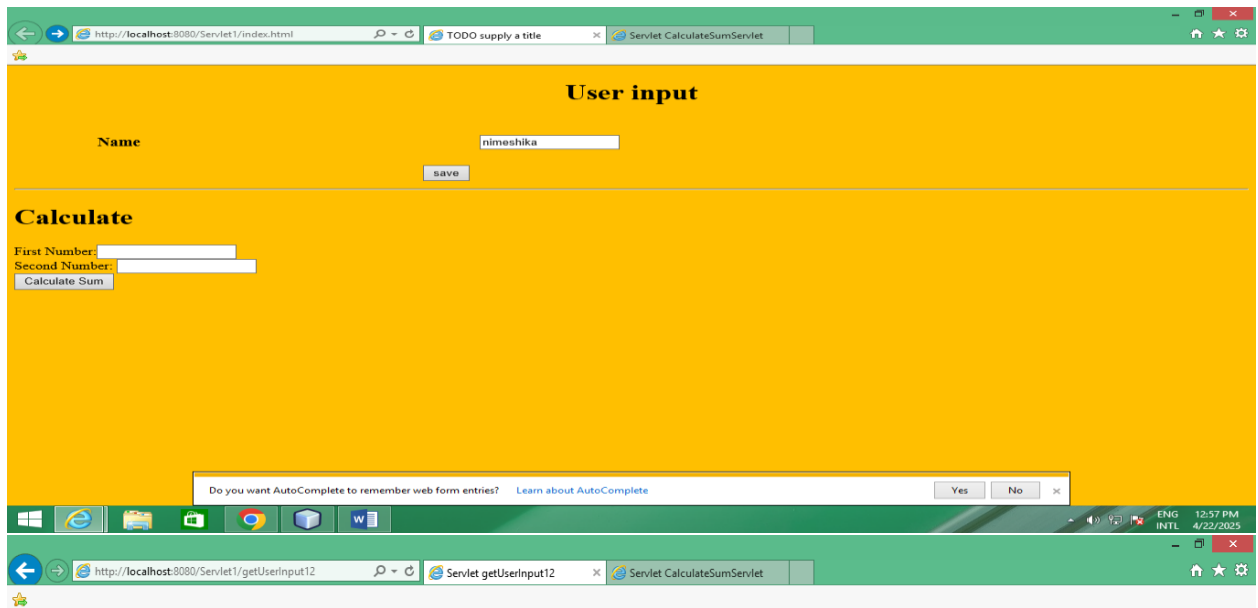 http://localhost:8080/Servlet1/index.html
TODO supply a title
Servlet CalculateSumServlet
User input
Name
nimeshika
save
Calculate
First Number:
Second Number:
Calculate Sum
Do you want AutoComplete to remember web form entries? Learn about AutoComplete
Yes No
ENG 12:57 PM
INTL 4/22/2025
http://localhost:8080/Servlet1/getUserInput12
Servlet getUserInput12
Servlet CalculateSumServlet